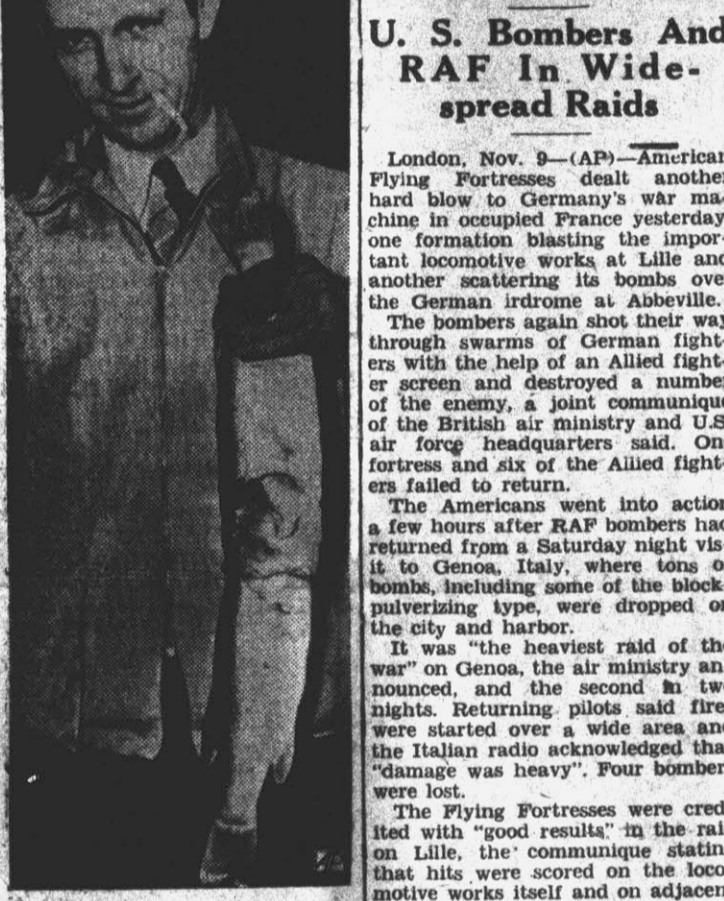 U. S. Bombers And
RAF In Wide-
spread Raids
London, Nov. 9—(AP)—American
Flying Fortresses dealt another
hard blow to Germany's war ma-
chine in occupied France yesterday
one formation blasting the impor-
tant locomotive works at Lille and
another scattering its bombs over
the German irdrome at Abbeville.
The bombers again shot their way
through swarms of German fight-
ers with the help of an Allied fight-
er screen and destroyed a number
of the enemy, a joint communique
of the British air ministry and U.S
air force headquarters said. On
fortress and six of the Allied fight-
ers failed to return.
The Americans went into action
a few hours after RAF bombers had
returned from a Saturday night vis-
it to Genoa, Italy, where tons o
bombs, including some of the block
pulverizing type, were dropped on
the city and harbor.
It was "the heaviest raid of the
war" on Genoa, the air ministry an
nounced, and the second in tw
nights. Returning pilots said fire
were started over a wide area and
the Italian radio acknowledged tha
"damage was heavy". Four bomber
were lost.
The Flying Fortresses were cred
ited with "good results" in the rai
on Lille, the communique statin
that hits were scored on the loco
motive works itself and on adjacen